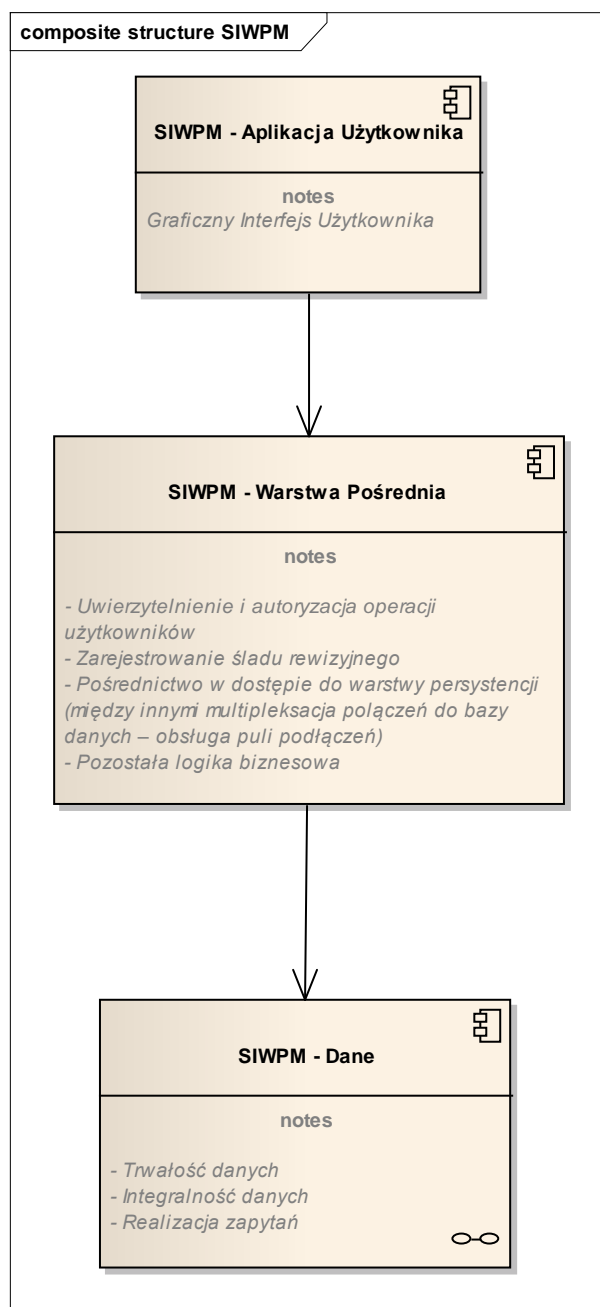 composite structure SIWPM
SIWPM - Aplikacja Użytkownika
notes
Graficzny Interfejs Użytkownika
SIWPM - Warstwa Pośrednia
notes
- Uwierzytelnienie i autoryzacja operacji
użytkowników
- Zarejestrowanie śladu rewizyjnego
- Pośrednictwo w dostępie do warstwy persystencji
(między innymi multipleksacja połączeń do bazy
danych – obsługa puli podłączeń)
- Pozostała logika biznesowa
SIWPM - Dane
notes
- Trwałość danych
- Integralność danych
- Realizacja zapytań